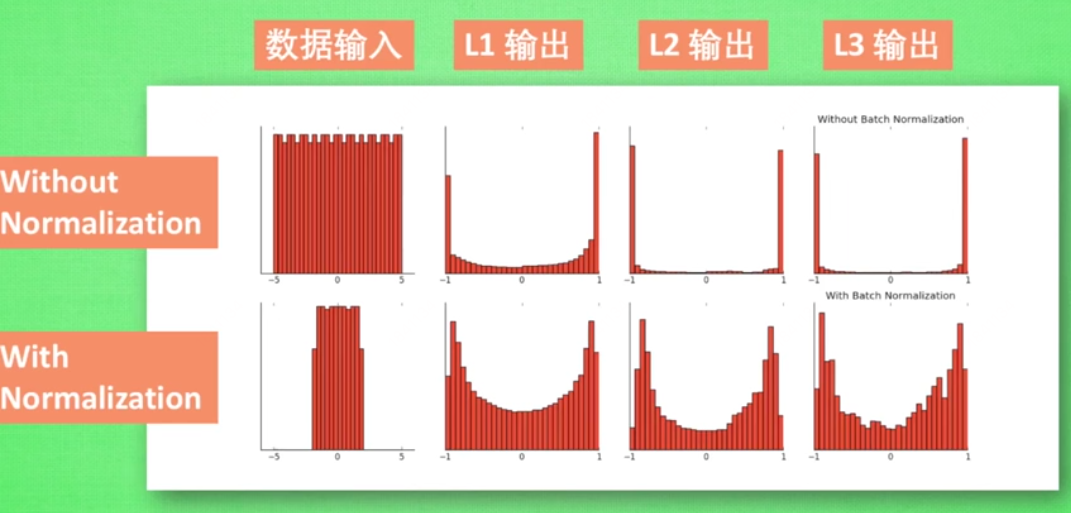 数据输入
L1 输出
L2 输出
L3 输出
Without
Normalization
Without Batch Normalization
-5 0 5
-1 0 1
-1 0 1
-1 0 1
With
Normalization
With Batch Normalization
-5 0 5
-1 0 1
-1 0 1
-1 0 1